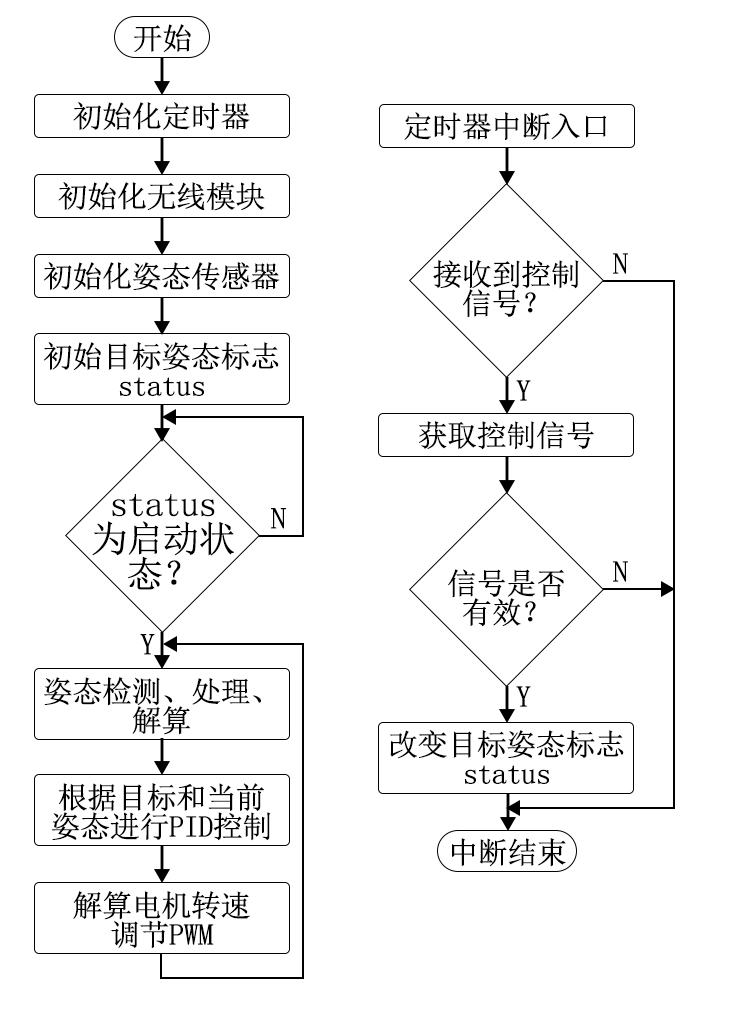 开始
初始化定时器
初始化无线模块
初始化姿态传感器
初始目标姿态标志
status
status
为启动状
态？
N
Y
姿态检测、处理、
解算
根据目标和当前
姿态进行PID控制
解算电机转速
调节PWM
定时器中断入口
接收到控制
信号？
N
Y
获取控制信号
信号是否
有效？
N
Y
改变目标姿态标志
status
中断结束